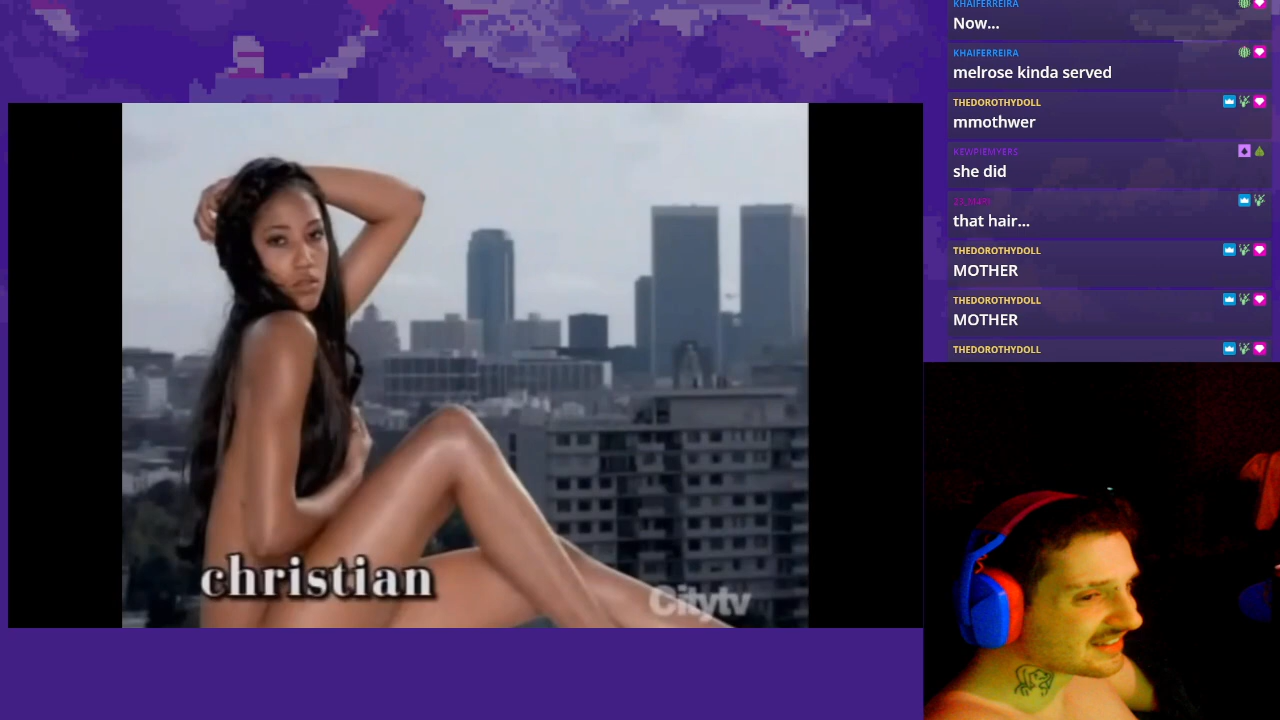 KHAIFERREIRA
Now...
KHAIFERREIRA
melrose kinda served
THEDOROTHYDOLL
mmothwer
KEWPIEMYERS
she did
that hair...
THEDOROTHYDOLL
MOTHER
THEDOROTHYDOLL
MOTHER
THEDOROTHYDOLL
christian
Citytv